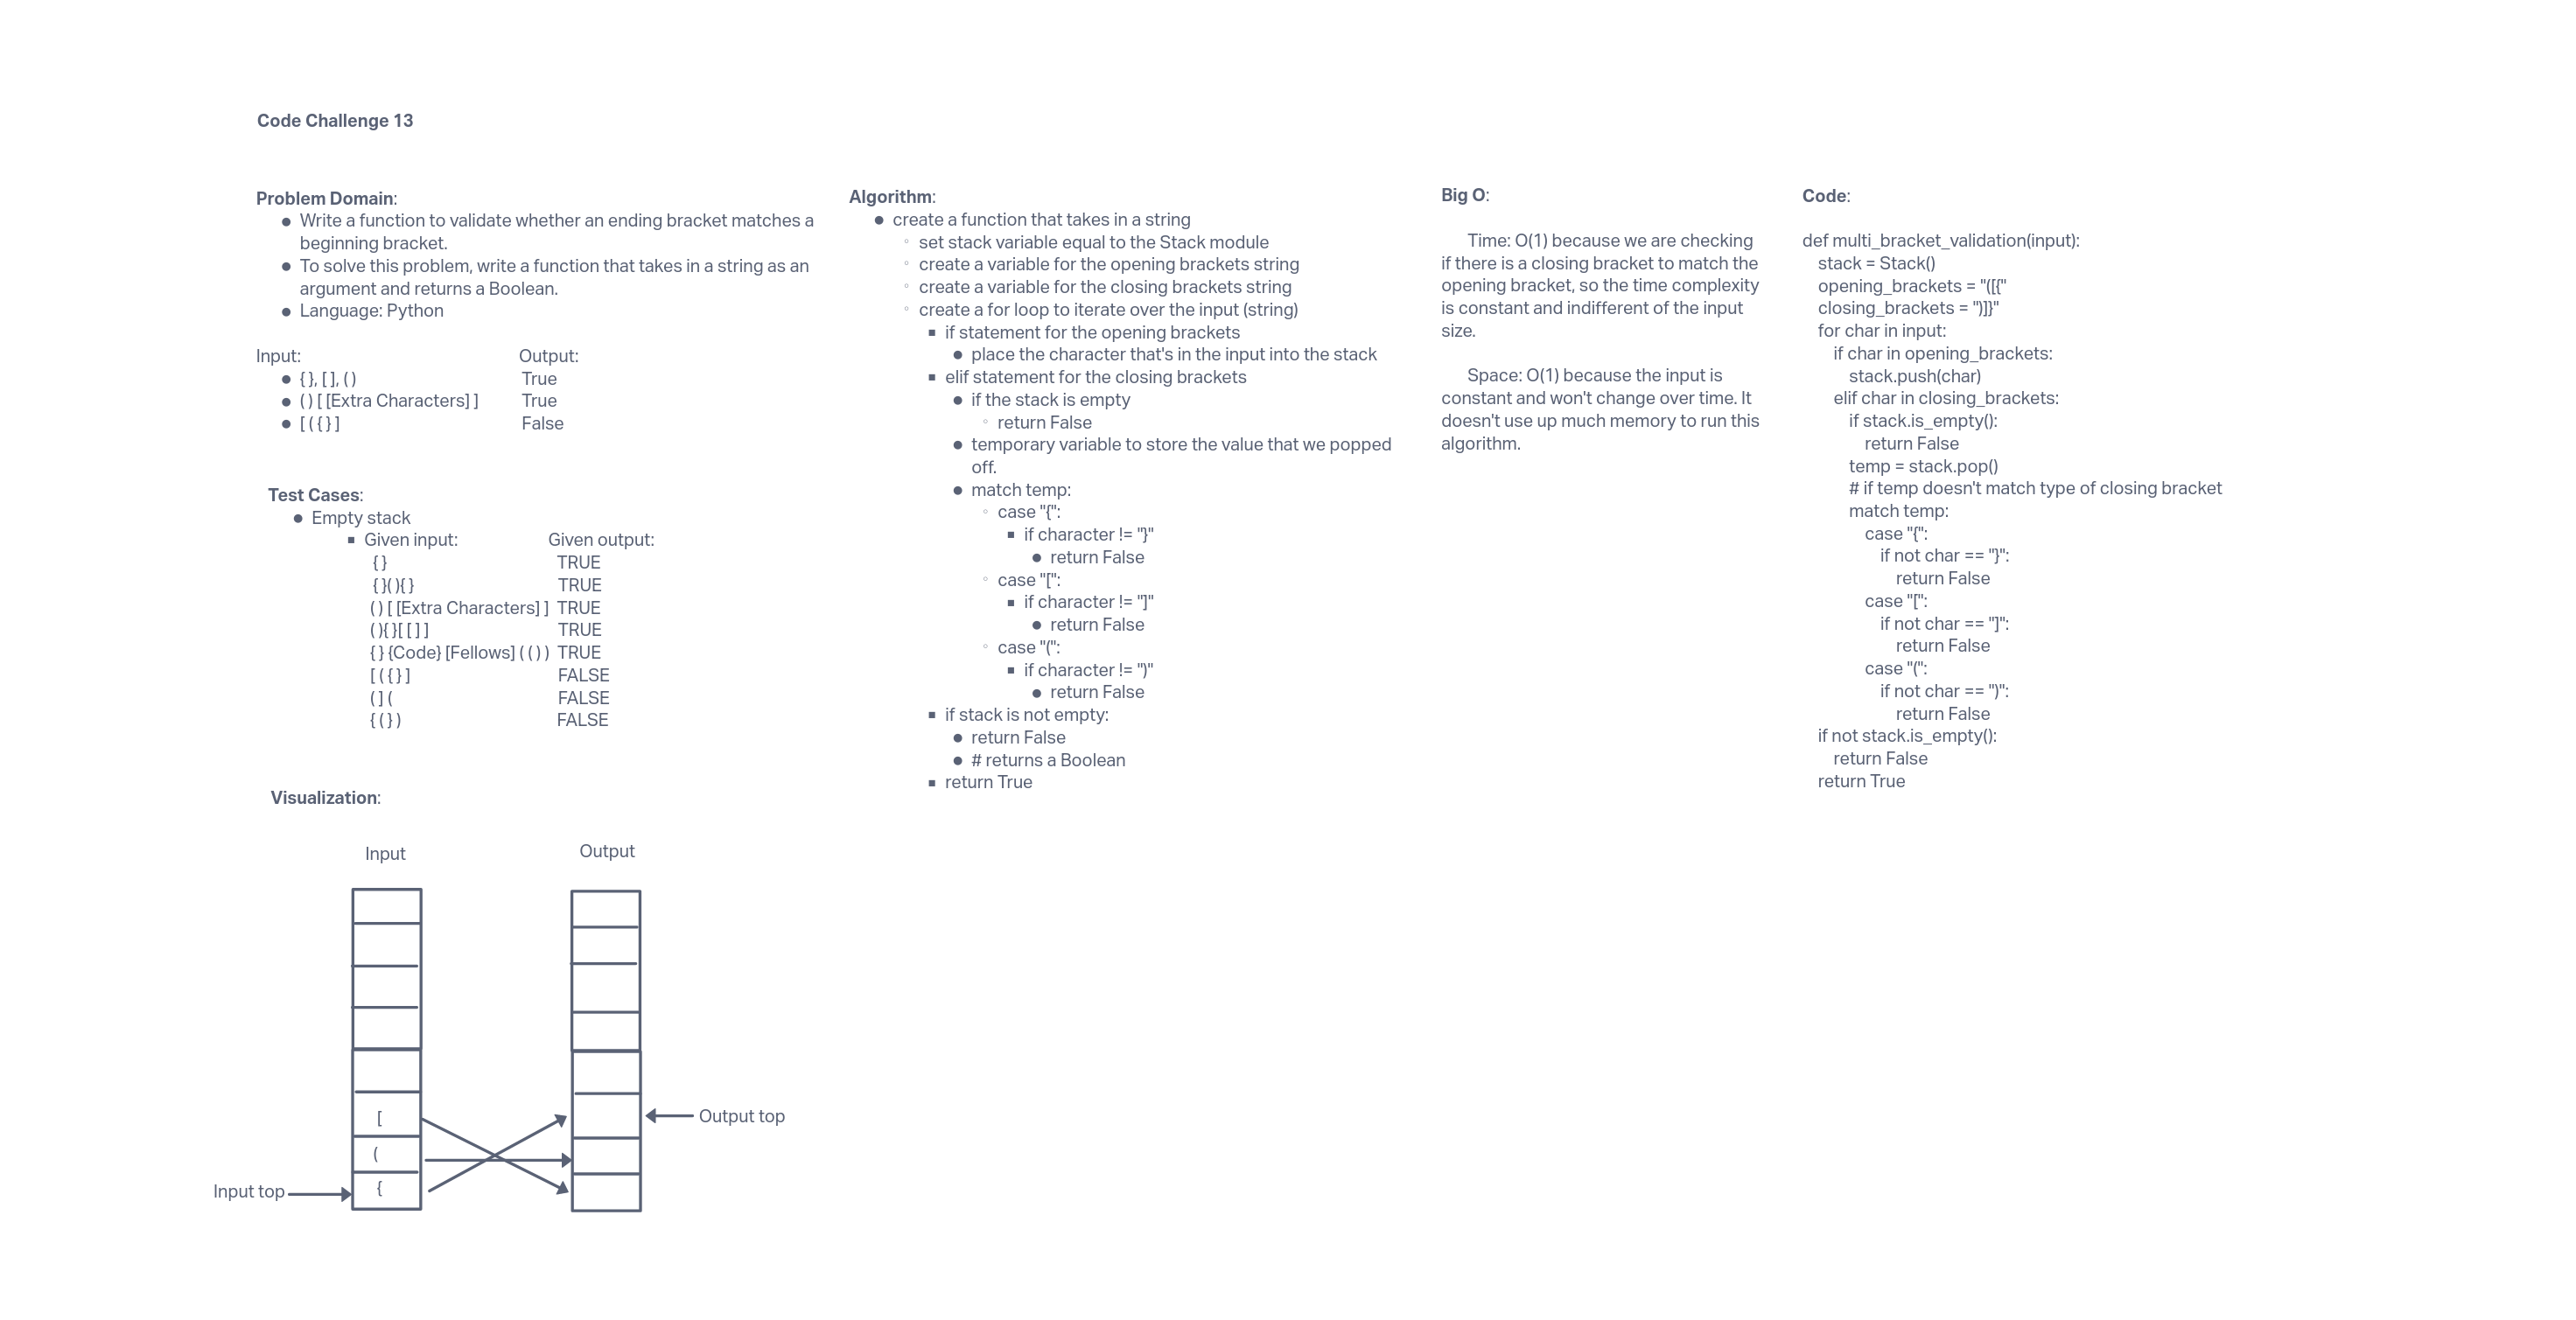 Code Challenge 13
Problem Domain:
● Write a function to validate whether an ending bracket matches a
beginning bracket.
● To solve this problem, write a function that takes in a string as an
argument and returns a Boolean.
● Language: Python
Input: Output:
● { }, [ ], ( ) True
● ( ) [ [Extra Characters] ] True
● [ ( { } ] False
Test Cases:
● Empty stack
■ Given input: Given output:
{ } TRUE
{ }( ){ } TRUE
( ) [ [Extra Characters] ] TRUE
( ){ }[ [ ] ] TRUE
{ } {Code} [Fellows] ( ( ) ) TRUE
[ ( { } ] FALSE
( ] ( FALSE
{ ( } ) FALSE
Visualization:
Input Output
[
(
{
Input top
Output top
Algorithm:
● create a function that takes in a string
○ set stack variable equal to the Stack module
○ create a variable for the opening brackets string
○ create a variable for the closing brackets string
○ create a for loop to iterate over the input (string)
■ if statement for the opening brackets
● place the character that's in the input into the stack
■ elif statement for the closing brackets
● if the stack is empty
○ return False
● temporary variable to store the value that we popped
off.
● match temp:
○ case "{":
■ if character != "}"
● return False
○ case "[":
■ if character != "]"
● return False
○ case "(":
■ if character != ")"
● return False
■ if stack is not empty:
● return False
● # returns a Boolean
■ return True
Big O:
Time: O(1) because we are checking
if there is a closing bracket to match the
opening bracket, so the time complexity
is constant and indifferent of the input
size.
Space: O(1) because the input is
constant and won't change over time. It
doesn't use up much memory to run this
algorithm.
Code:
def multi_bracket_validation(input):
stack = Stack()
opening_brackets = "([{"
closing_brackets = ")]}"
for char in input:
if char in opening_brackets:
stack.push(char)
elif char in closing_brackets:
if stack.is_empty():
return False
temp = stack.pop()
# if temp doesn't match type of closing bracket
match temp:
case "{":
if not char == "}":
return False
case "[":
if not char == "]":
return False
case "(":
if not char == ")":
return False
if not stack.is_empty():
return False
return True